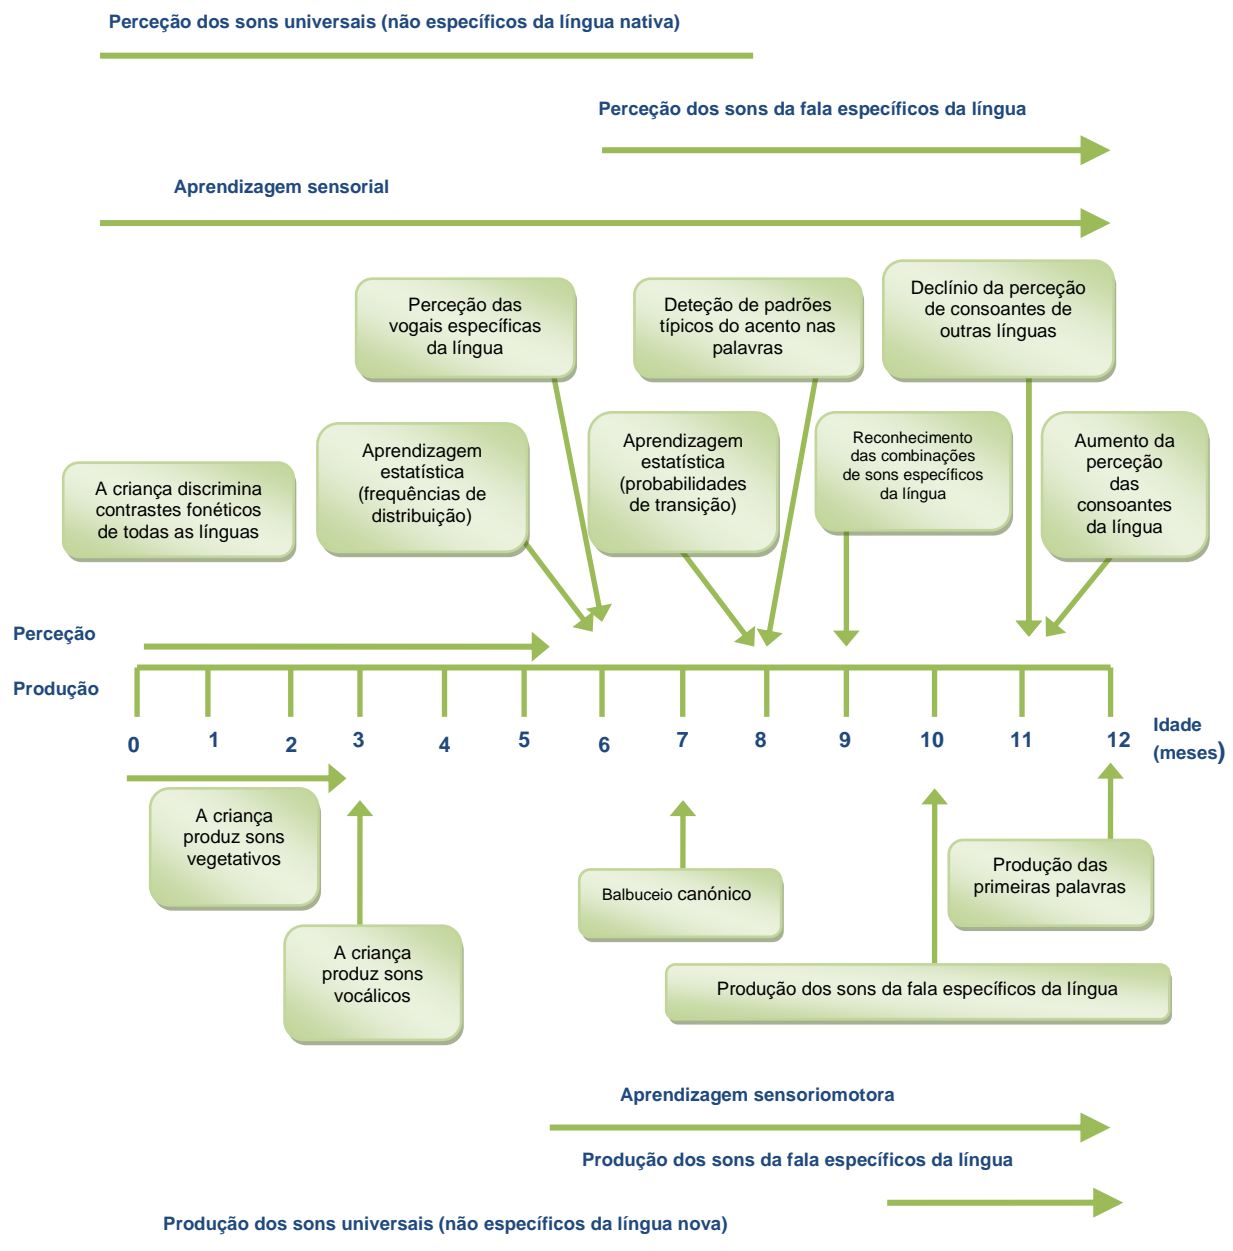 Perceção dos sons universais (não específicos da língua nativa)
Perceção dos sons da fala específicos da língua
Aprendizagem sensorial
Perceção das
vogais específicas
da língua
Deteção de padrões
típicos do acento nas
palavras
Declínio da perceção
de consoantes de
outras línguas
A criança discrimina
contrastes fonéticos
de todas as línguas
Aprendizagem
estatística
(frequências de
distribuição)
Aprendizagem
estatística
(probabilidades
de transição)
Reconhecimento
das combinações
de sons específicos
da língua
Aumento da
perceção
das
consoantes
da língua
Perceção
Produção
0 1 2 3 4 5 6 7 8 9 10 11 12
Idade
(meses)
A criança
produz sons
vegetativos
A criança
produz sons
vocálicos
Balbuceio canónico
Produção das
primeiras palavras
Produção dos sons da fala específicos da língua
Aprendizagem sensoriomotora
Produção dos sons da fala específicos da língua
Produção dos sons universais (não específicos da língua nova)